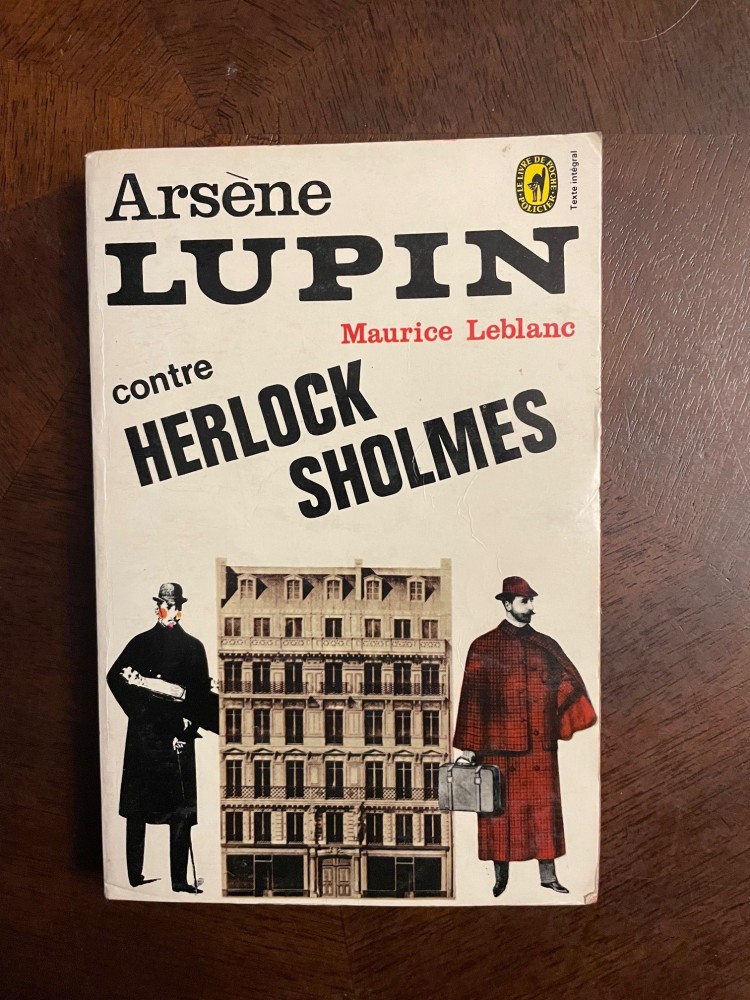 Arsène
LUPIN
Maurice Leblanc
contre
HERLOCK
SHOLMES
LE LIVRE DE POCHE
POLICIER
Texte intégral